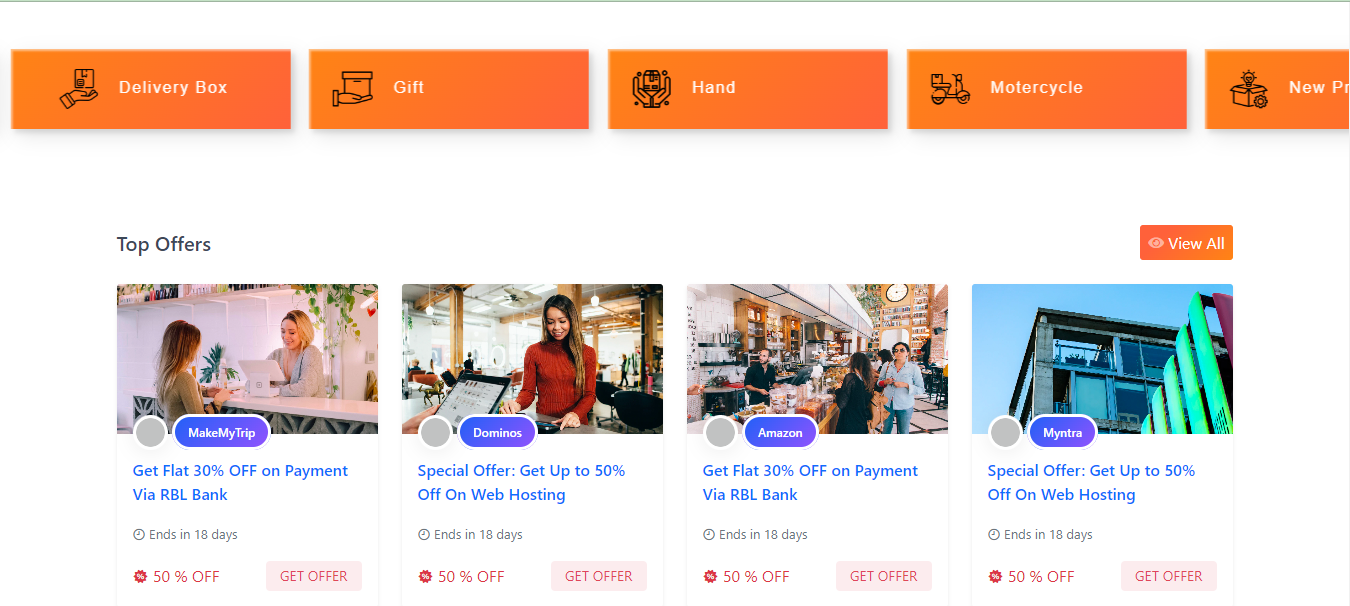 Delivery Box
Gift
Hand
Motercycle
New Pr
Top Offers
View All
MakeMyTrip
Dominos
Amazon
Myntra
Get Flat 30% OFF on Payment
Via RBL Bank
Special Offer: Get Up to 50%
Off On Web Hosting
Get Flat 30% OFF on Payment
Via RBL Bank
Special Offer: Get Up to 50%
Off On Web Hosting
Ends in 18 days
Ends in 18 days
Ends in 18 days
Ends in 18 days
50 % OFF
GET OFFER
50 % OFF
GET OFFER
50 % OFF
GET OFFER
50 % OFF
GET OFFER